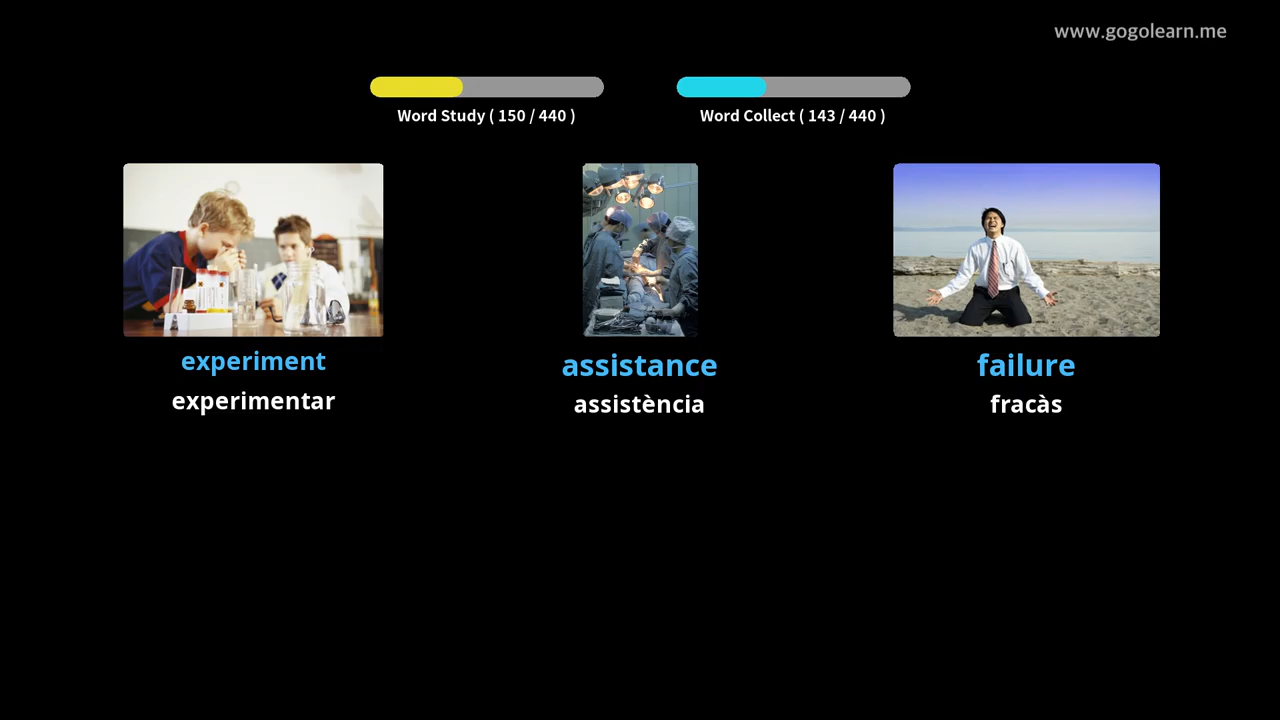 www.gogolearn.me
Word Study ( 150 / 440 )
Word Collect ( 143 / 440 )
experiment
experimentar
assistance
assistència
failure
fracàs